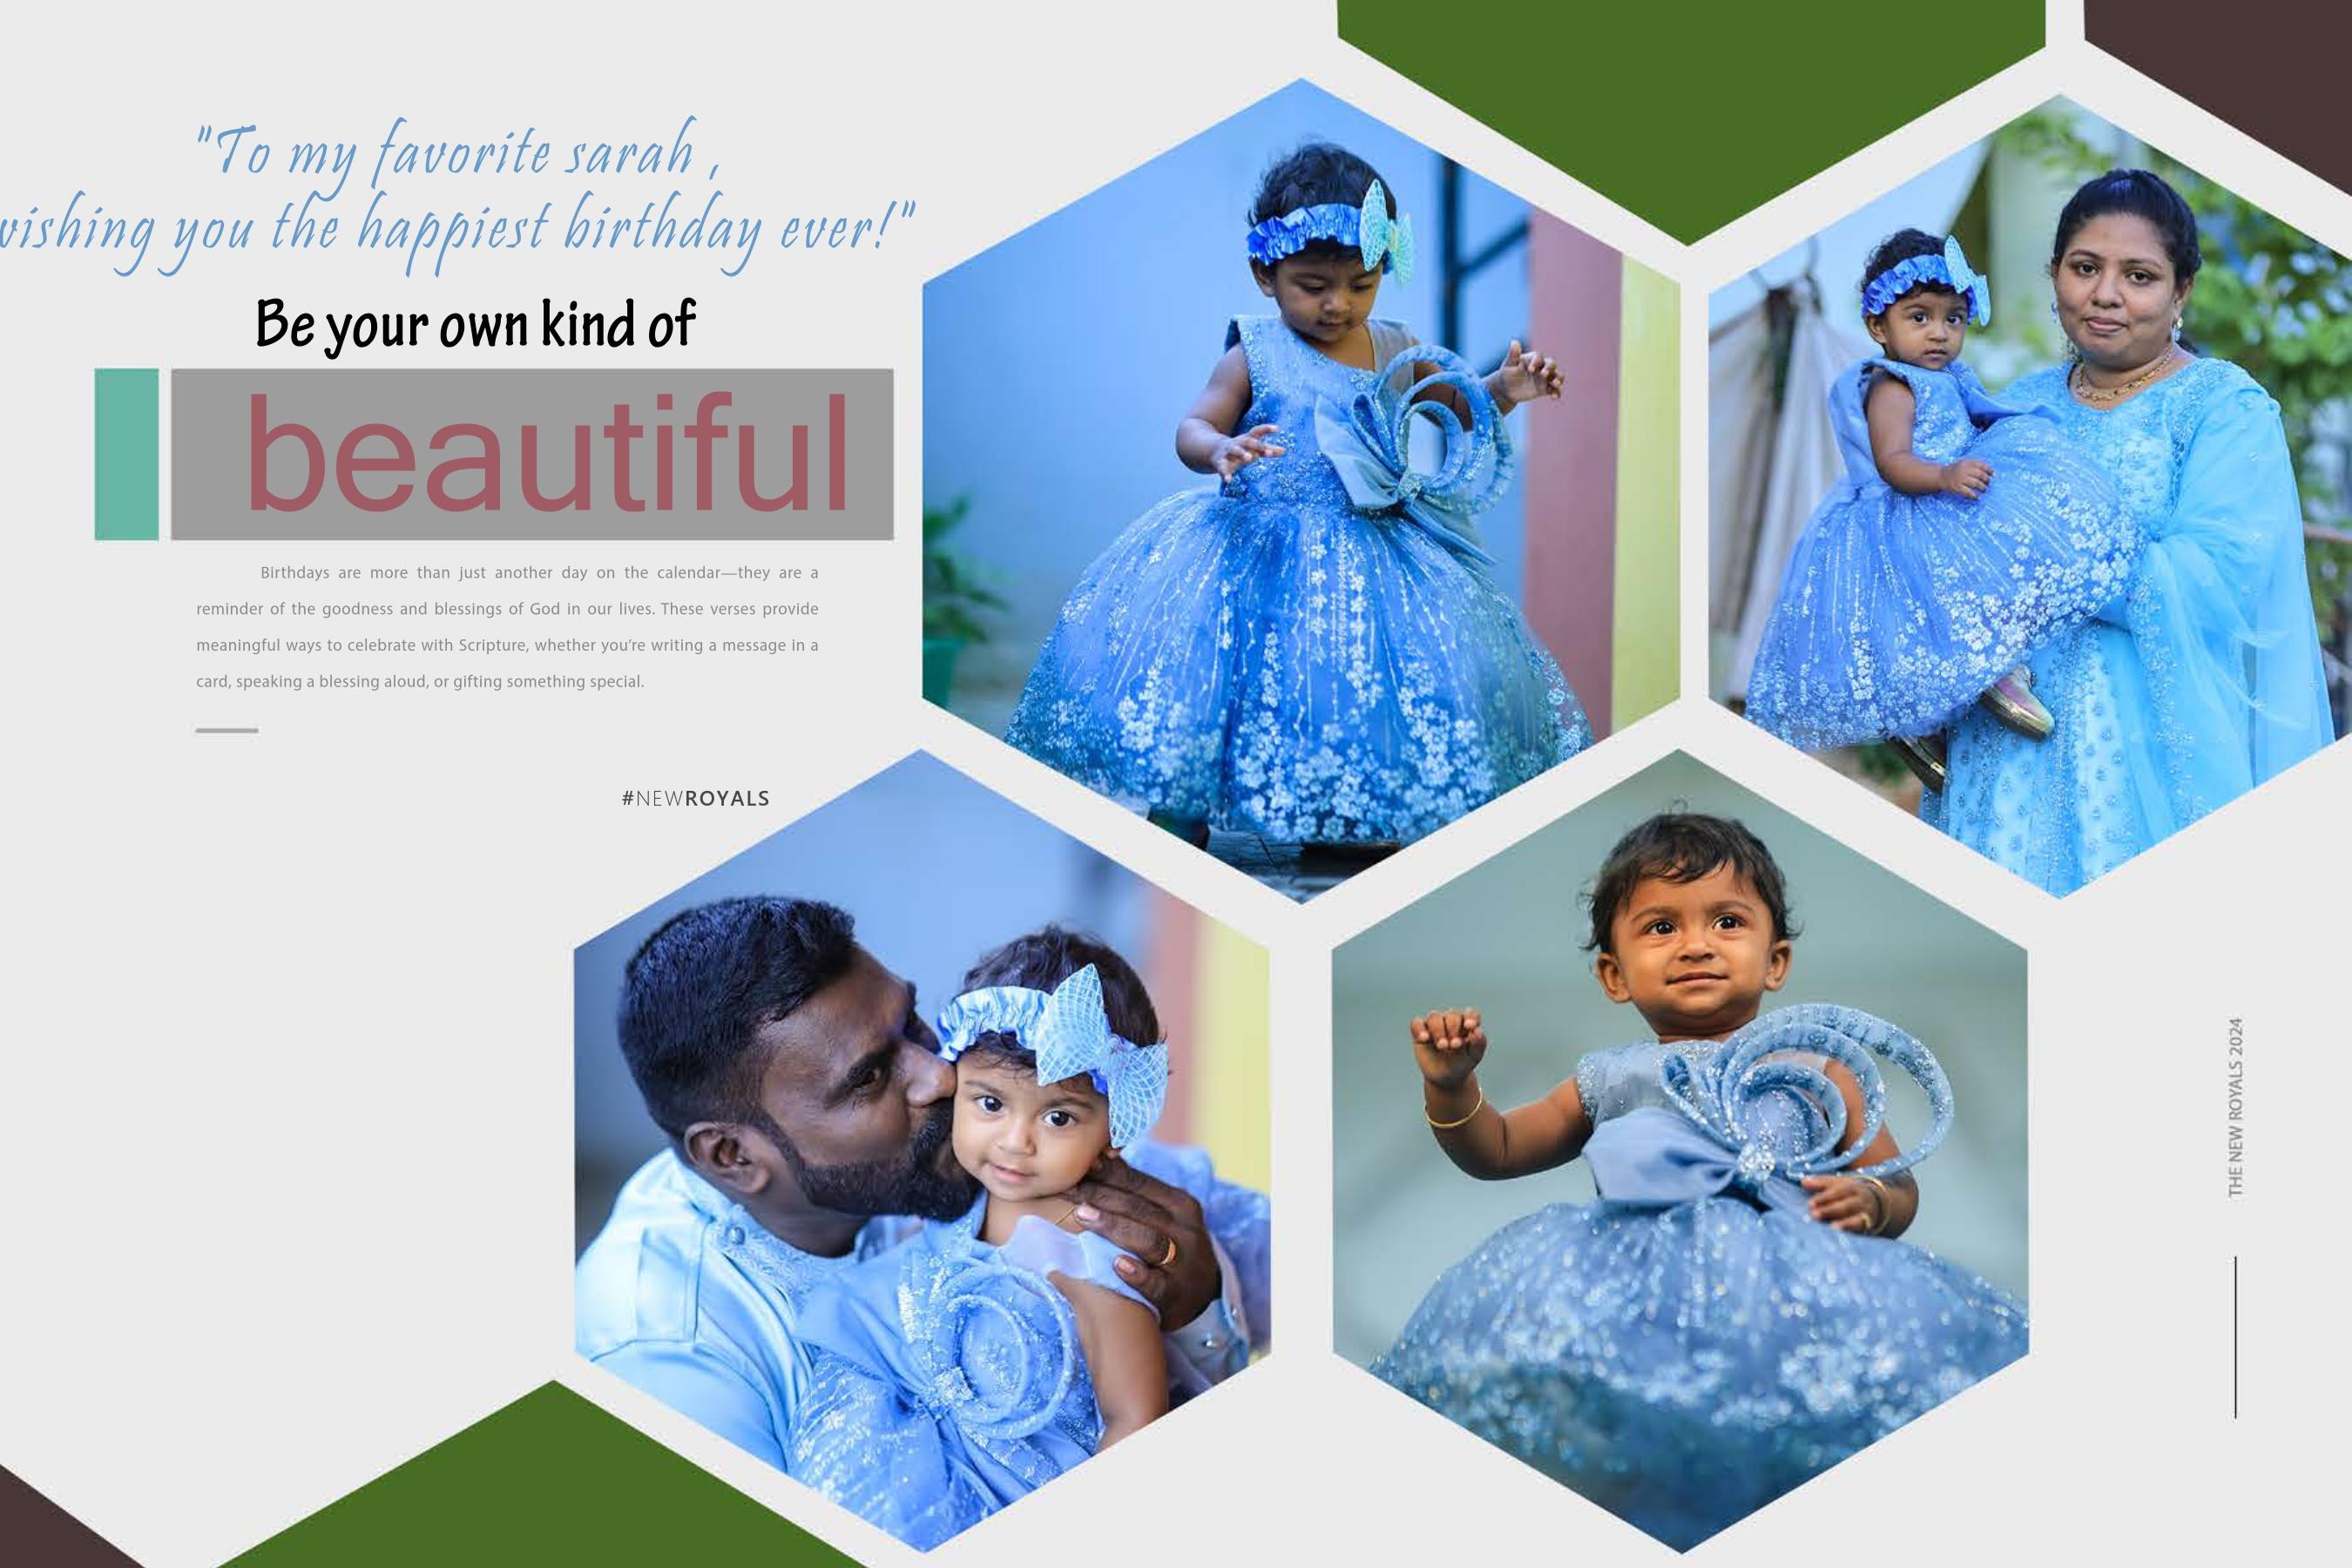 "To my favorite sarah ,
wishing you the happiest birthday ever!"
Be your own kind of
beautiful
Birthdays are more than just another day on the calendar—they are a
reminder of the goodness and blessings of God in our lives. These verses provide
meaningful ways to celebrate with Scripture, whether you’re writing a message in a
card, speaking a blessing aloud, or gifting something special.
#NEWROYALS
THE NEW ROYALS 2024